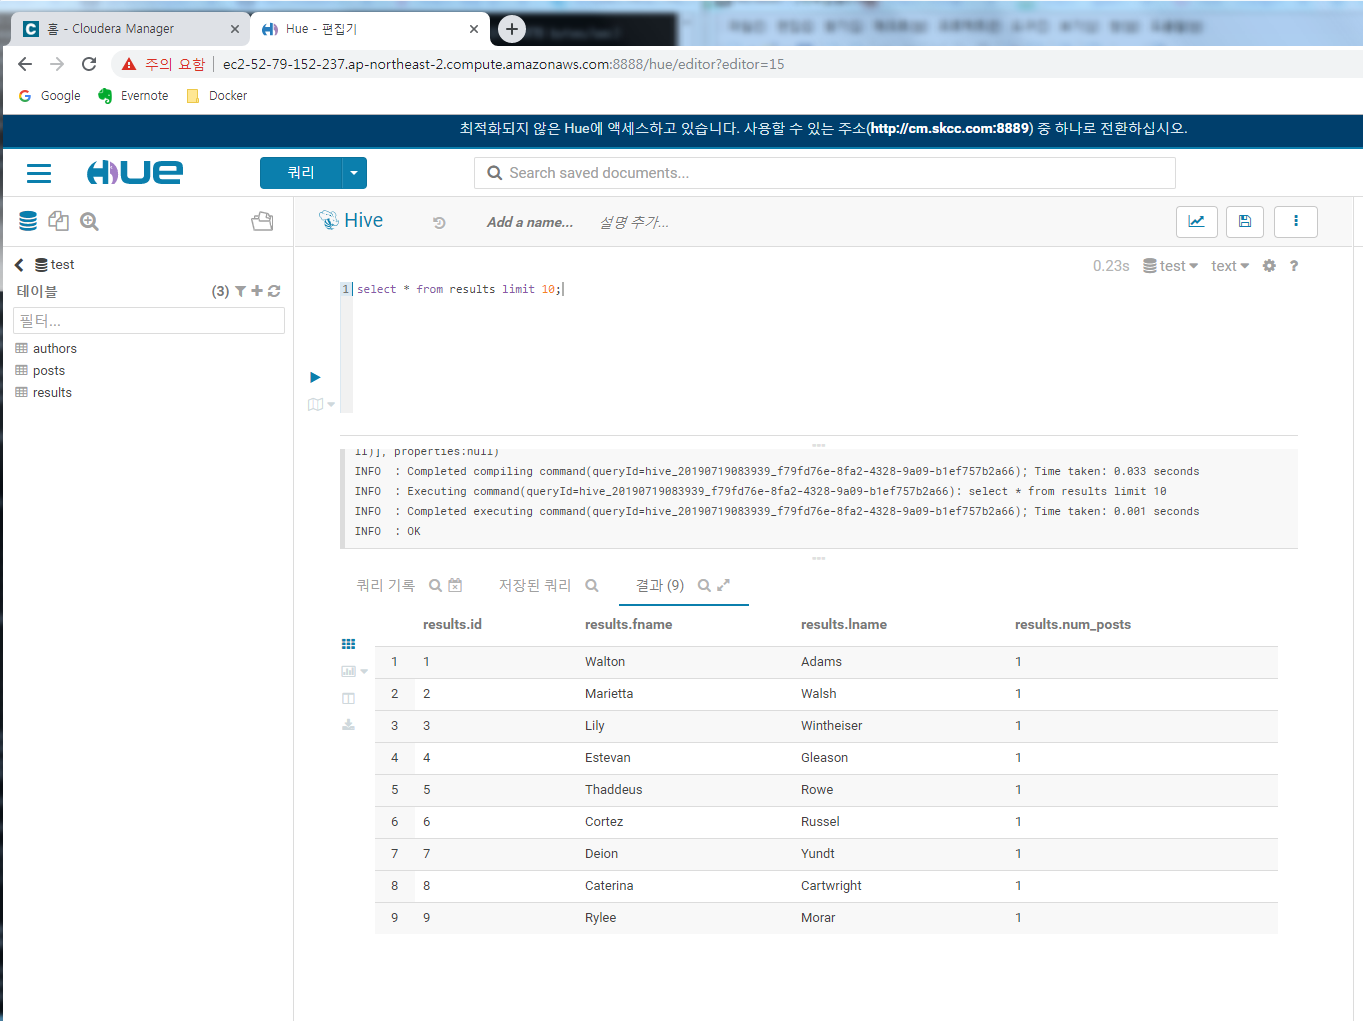 홈 - Cloudera Manager
Hue - 편집기
주의 요함 ec2-52-79-152-237.ap-northeast-2.compute.amazonaws.com:8888/hue/editor?editor=15
Google Evernote Docker
최적화되지 않은 Hue에 액세스하고 있습니다. 사용할 수 있는 주소(http://cm.skcc.com:8889) 중 하나로 전환하십시오.
HUE 쿼리 Search saved documents...
Hive Add a name... 설명 추가...
test
테이블 (3)
필터...
authors
posts
results
0.23s test text ?
1 select * from results limit 10;
ll)], properties:null)
INFO : Completed compiling command(queryId=hive_20190719083939_f79fd76e-8fa2-4328-9a09-b1ef757b2a66); Time taken: 0.033 seconds
INFO : Executing command(queryId=hive_20190719083939_f79fd76e-8fa2-4328-9a09-b1ef757b2a66): select * from results limit 10
INFO : Completed executing command(queryId=hive_20190719083939_f79fd76e-8fa2-4328-9a09-b1ef757b2a66); Time taken: 0.001 seconds
INFO : OK
쿼리 기록 저장된 쿼리 결과 (9)
results.id results.fname results.lname results.num_posts
1 1 Walton Adams 1
2 2 Marietta Walsh 1
3 3 Lily Wintheiser 1
4 4 Estevan Gleason 1
5 5 Thaddeus Rowe 1
6 6 Cortez Russel 1
7 7 Deion Yundt 1
8 8 Caterina Cartwright 1
9 9 Rylee Morar 1